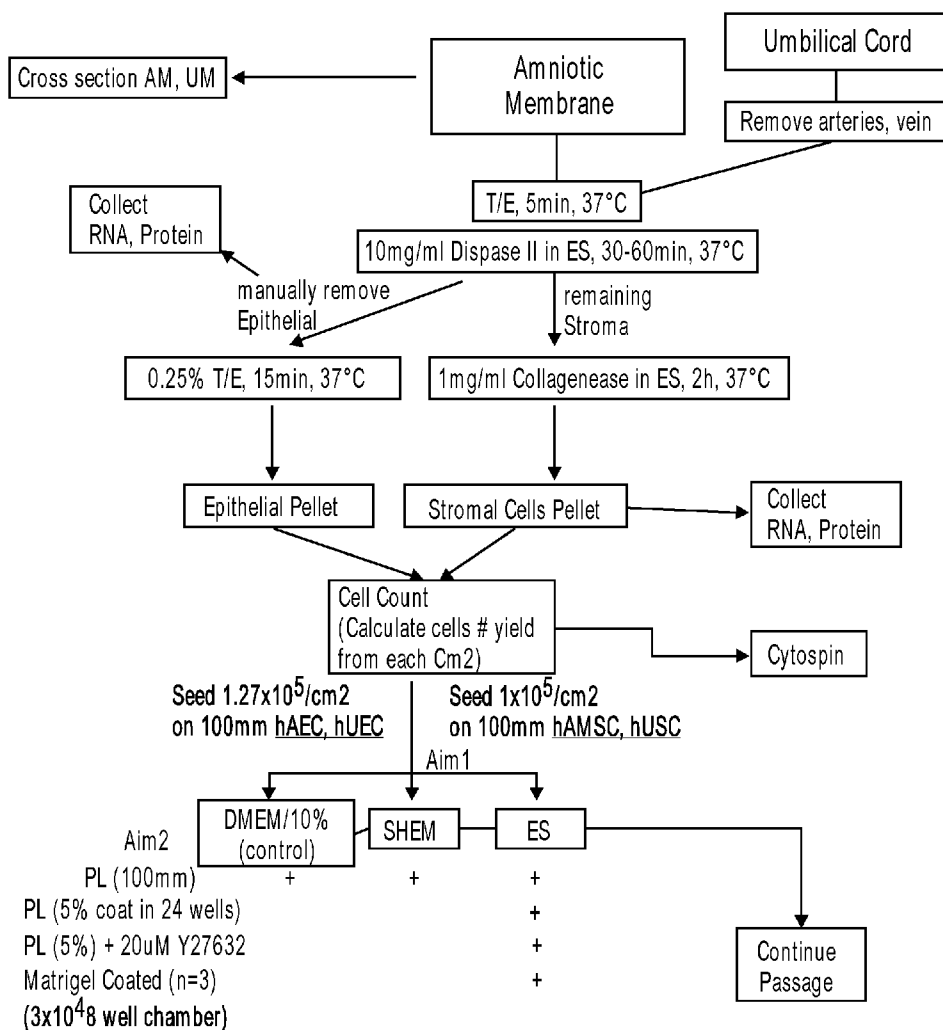 Umbilical Cord
Amniotic
Membrane
Cross section AM, UM
Remove arteries, vein
T/E, 5min, 37°C
Collect
RNA, Protein
10mg/ml Dispase II in ES, 30-60min, 37°C
manually remove
Epithelial
remaining
Stroma
0.25% T/E, 15min, 37°C
1mg/ml Collagenease in ES, 2h, 37°C
Epithelial Pellet
Stromal Cells Pellet
Collect
RNA, Protein
Cell Count
(Calculate cells # yield
from each Cm2)
Cytospin
Seed 1.27x10^5/cm2
on 100mm hAEC, hUEC
Seed 1x10^5/cm2
on 100mm hAMSC, hUSC
Aim1
DMEM/10%
(control)
SHEM
ES
Aim2
PL (100mm) + + +
PL (5% coat in 24 wells) +
PL (5%) + 20uM Y27632 +
Matrigel Coated (n=3) +
(3x10^4 8 well chamber)
Continue
Passage